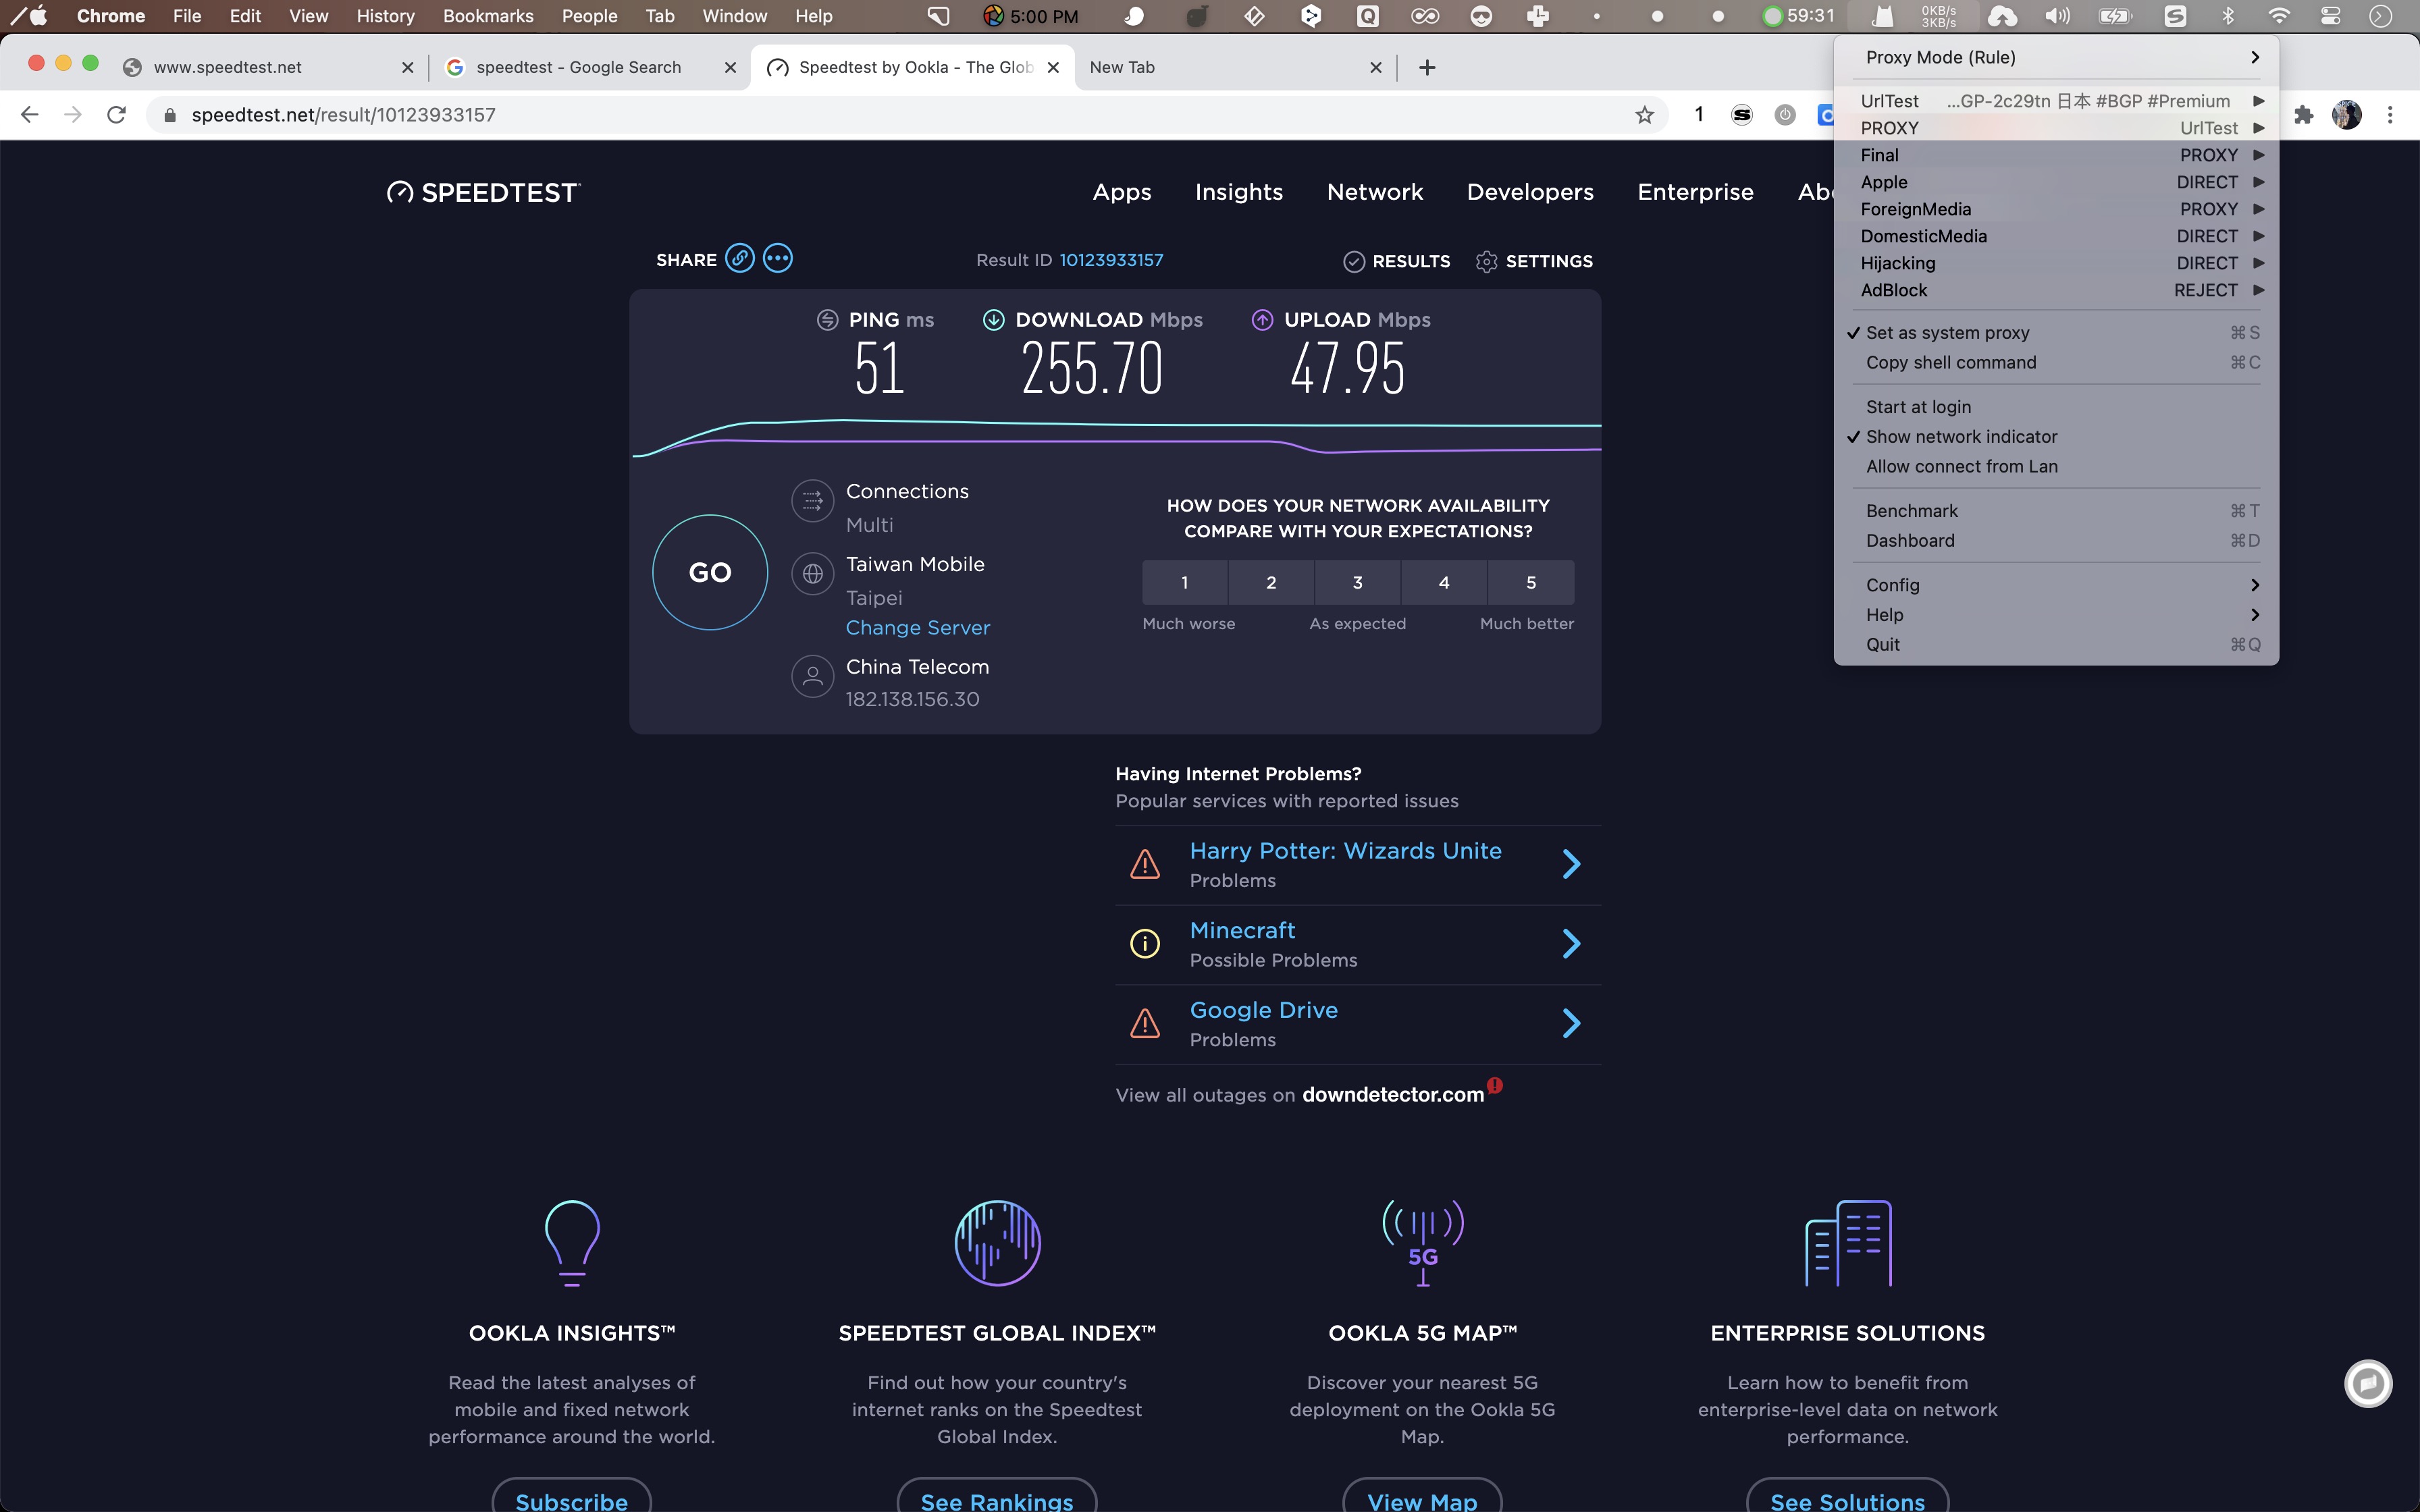 Chrome File Edit View History Bookmarks People Tab Window Help 5:00 PM 59:31 0KB/s 3KB/s
www.speedtest.net
speedtest - Google Search
Speedtest by Ookla - The Glob
New Tab
speedtest.net/result/10123933157
1
SPEEDTEST
Apps Insights Network Developers Enterprise Abo
SHARE
Result ID 10123933157
RESULTS SETTINGS
PING ms
51
DOWNLOAD Mbps
255.70
UPLOAD Mbps
47.95
GO
Connections
Multi
Taiwan Mobile
Taipei
Change Server
China Telecom
182.138.156.30
HOW DOES YOUR NETWORK AVAILABILITY
COMPARE WITH YOUR EXPECTATIONS?
1 2 3 4 5
Much worse As expected Much better
Having Internet Problems?
Popular services with reported issues
Harry Potter: Wizards Unite
Problems
Minecraft
Possible Problems
Google Drive
Problems
View all outages on downdetector.com
OOKLA INSIGHTS™
Read the latest analyses of
mobile and fixed network
performance around the world.
Subscribe
SPEEDTEST GLOBAL INDEX™
Find out how your country's
internet ranks on the Speedtest
Global Index.
See Rankings
5G
OOKLA 5G MAP™
Discover your nearest 5G
deployment on the Ookla 5G
Map.
View Map
ENTERPRISE SOLUTIONS
Learn how to benefit from
enterprise-level data on network
performance.
See Solutions
Proxy Mode (Rule)
UrlTest ...GP-2c29tn 日本 #BGP #Premium
PROXY UrlTest
Final PROXY
Apple DIRECT
ForeignMedia PROXY
DomesticMedia DIRECT
Hijacking DIRECT
AdBlock REJECT
✓ Set as system proxy ⌘S
Copy shell command ⌘C
Start at login
✓ Show network indicator
Allow connect from Lan
Benchmark ⌘T
Dashboard ⌘D
Config
Help
Quit ⌘Q